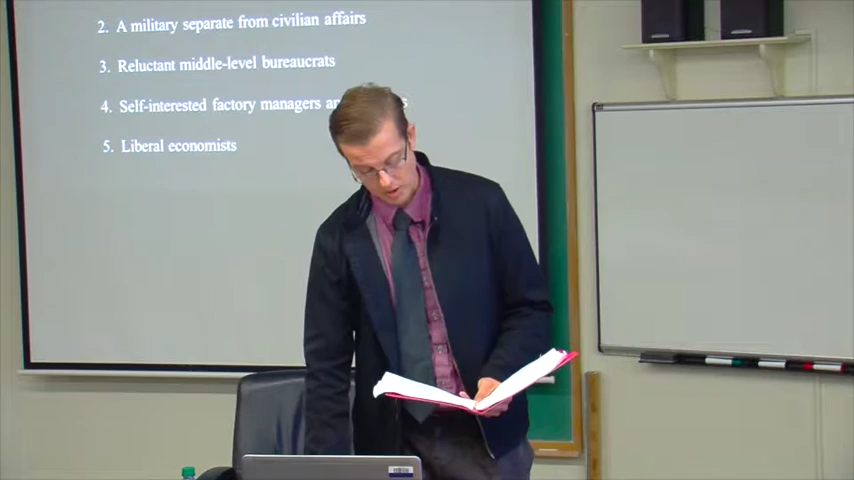 2. A military separate from civilian affairs
3. Reluctant middle-level bureaucrats
4. Self-interested factory managers
5. Liberal economists